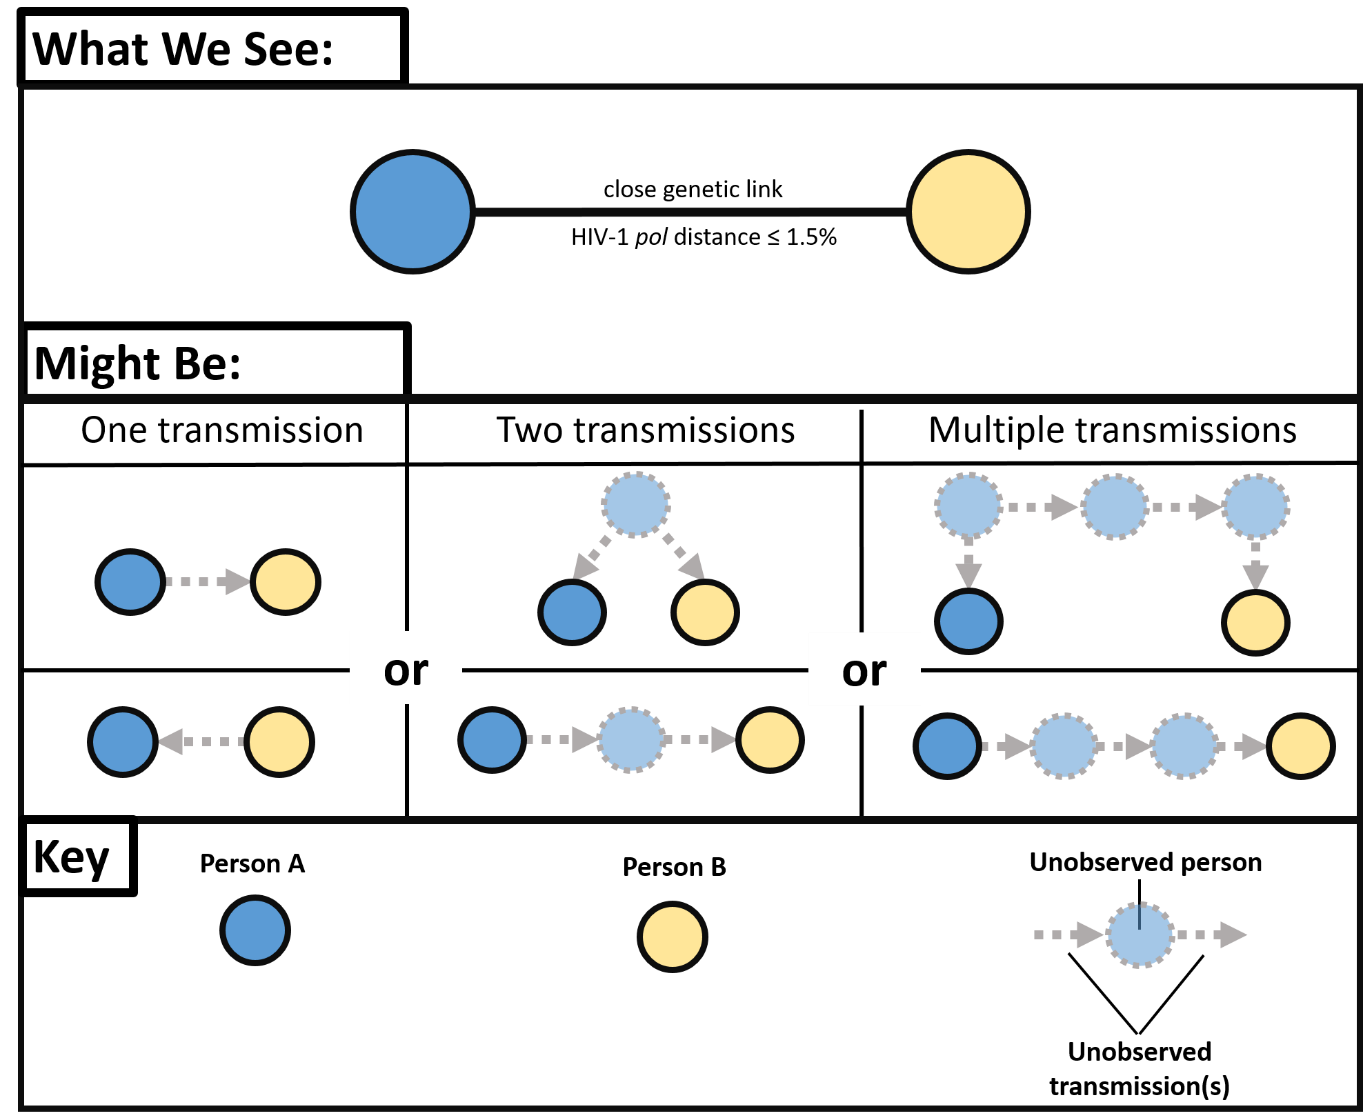 What We See:
close genetic link
HIV-1 pol distance ≤ 1.5%
Might Be:
One transmission
Two transmissions
Multiple transmissions
or
or
Key
Person A
Person B
Unobserved person
Unobserved
transmission(s)